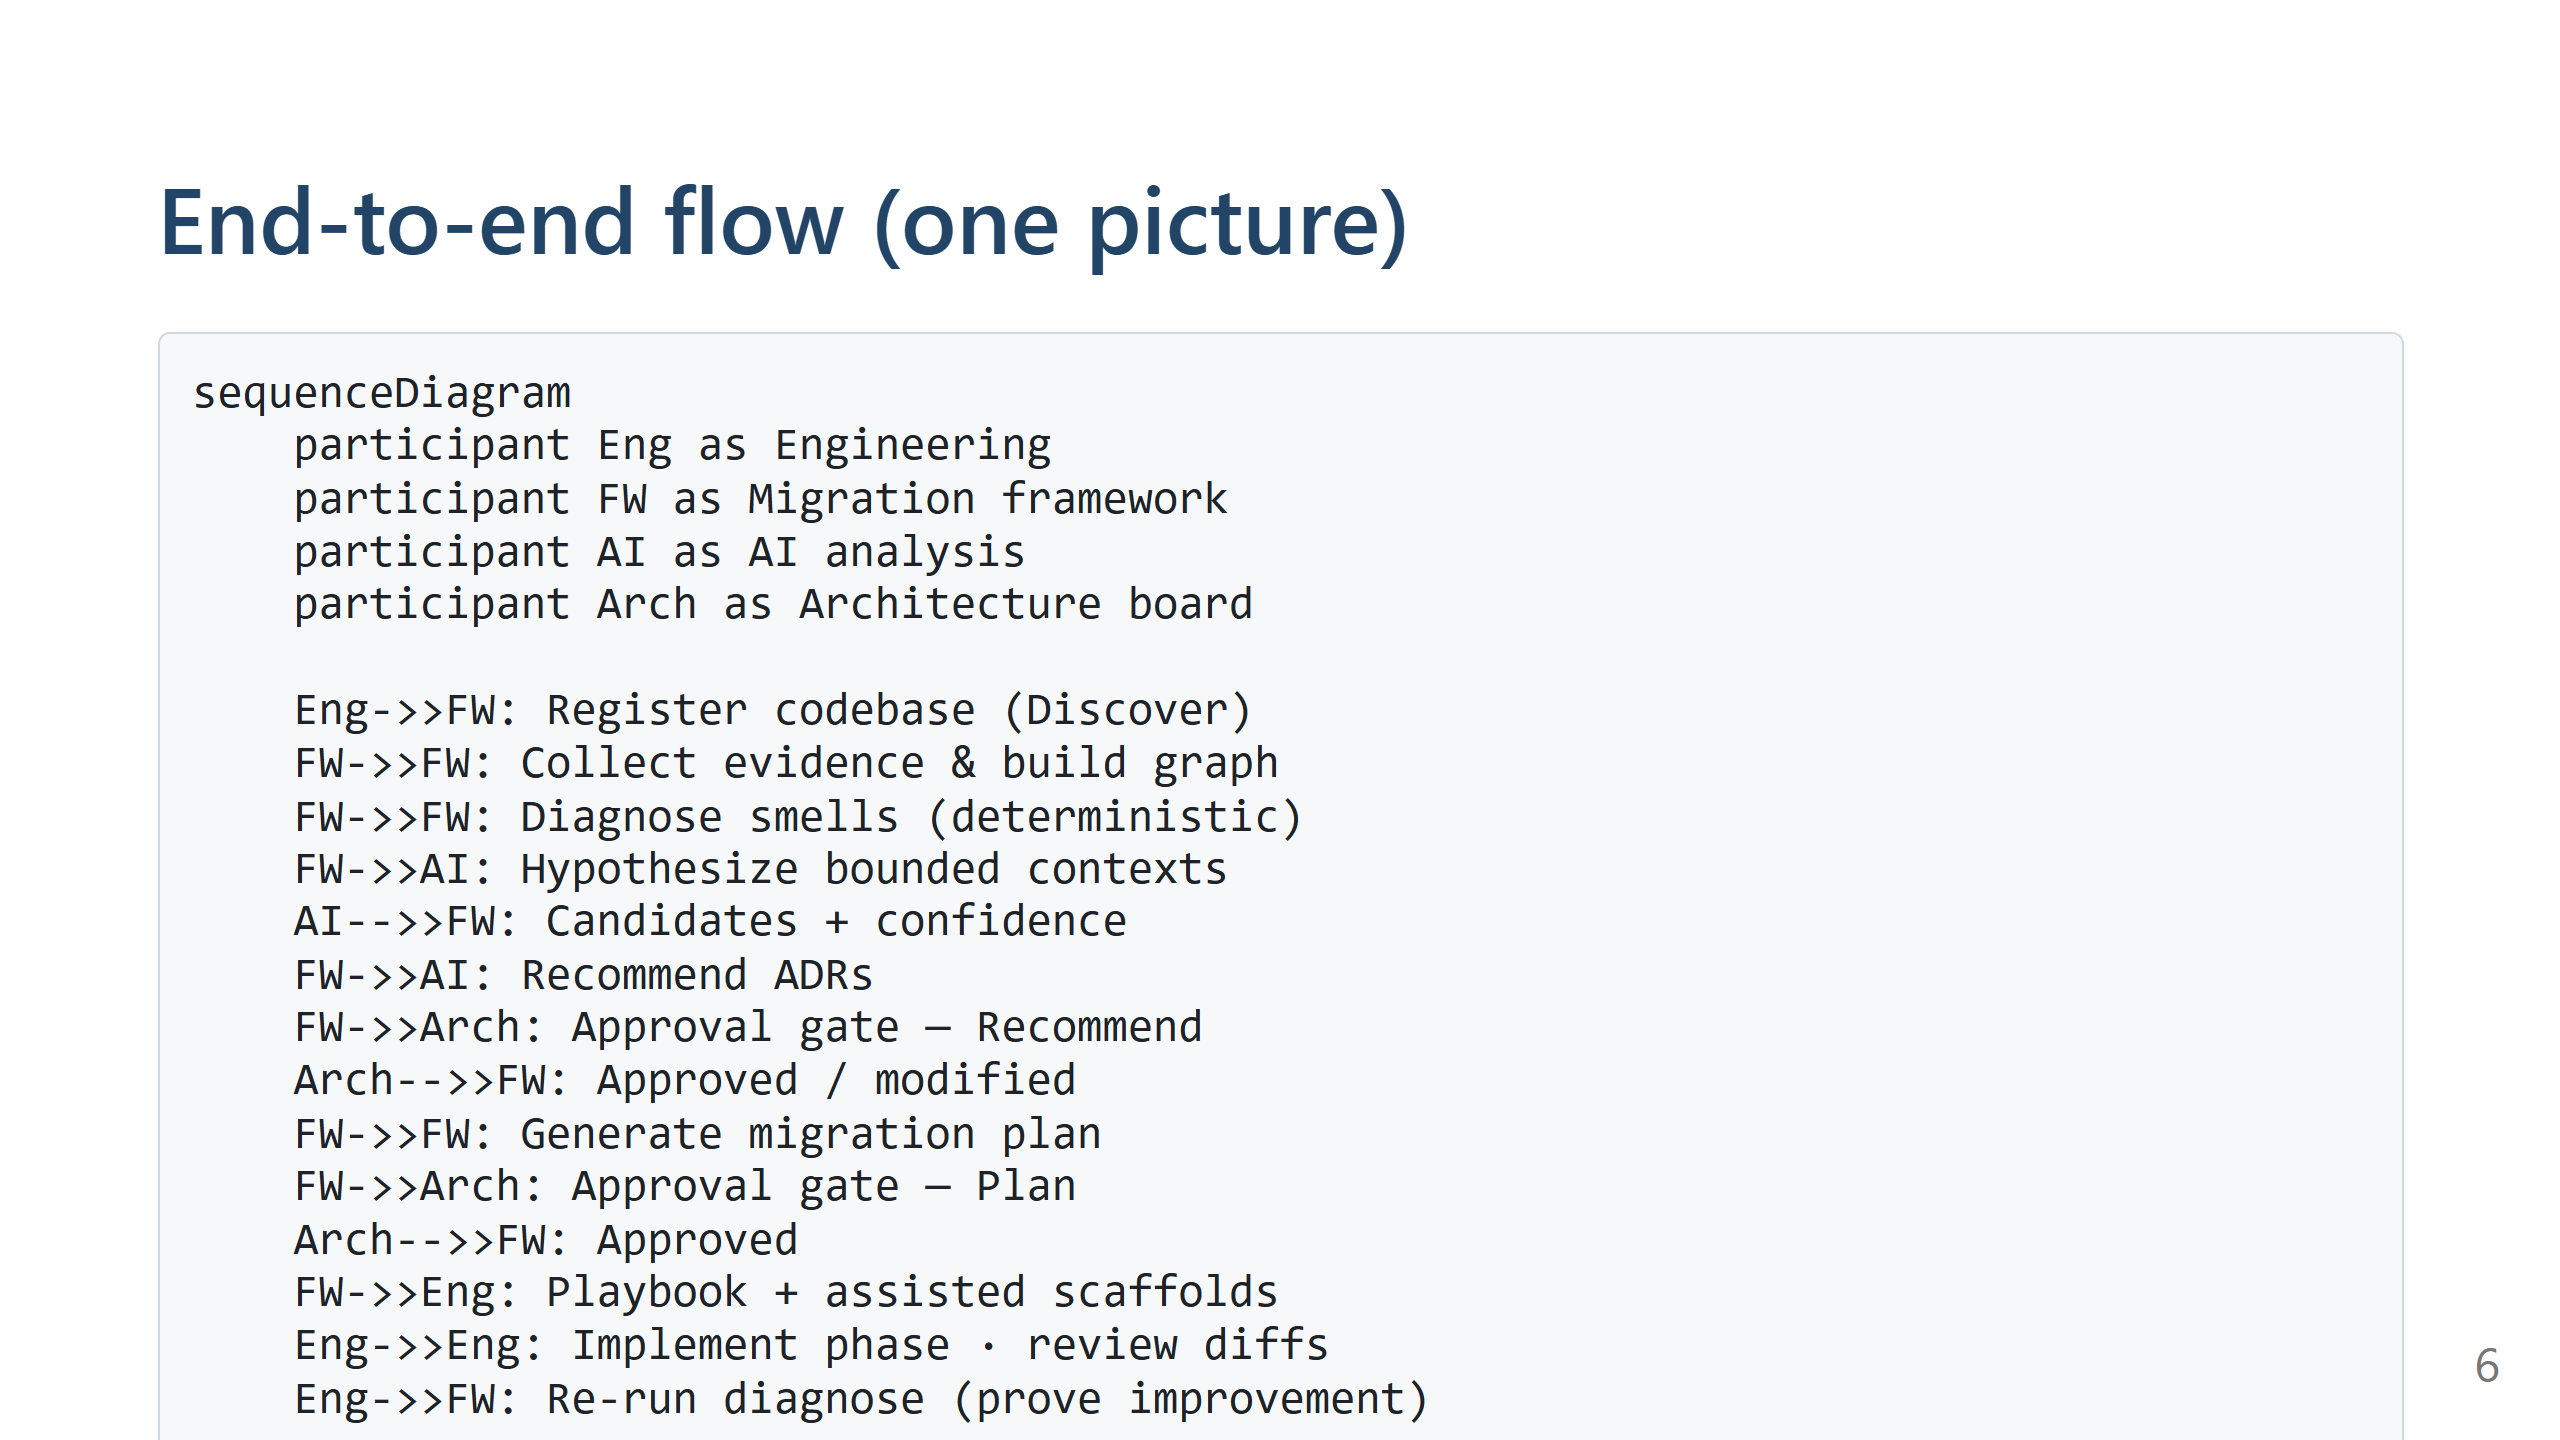 End-to-end flow (one picture)
sequenceDiagram
    participant Eng as Engineering
    participant FW as Migration framework
    participant AI as AI analysis
    participant Arch as Architecture board

    Eng->>FW: Register codebase (Discover)
    FW->>FW: Collect evidence & build graph
    FW->>FW: Diagnose smells (deterministic)
    FW->>AI: Hypothesize bounded contexts
    AI-->>FW: Candidates + confidence
    FW->>AI: Recommend ADRs
    FW->>Arch: Approval gate — Recommend
    Arch-->>FW: Approved / modified
    FW->>FW: Generate migration plan
    FW->>Arch: Approval gate — Plan
    Arch-->>FW: Approved
    FW->>Eng: Playbook + assisted scaffolds
    Eng->>Eng: Implement phase · review diffs
    Eng->>FW: Re-run diagnose (prove improvement)
6